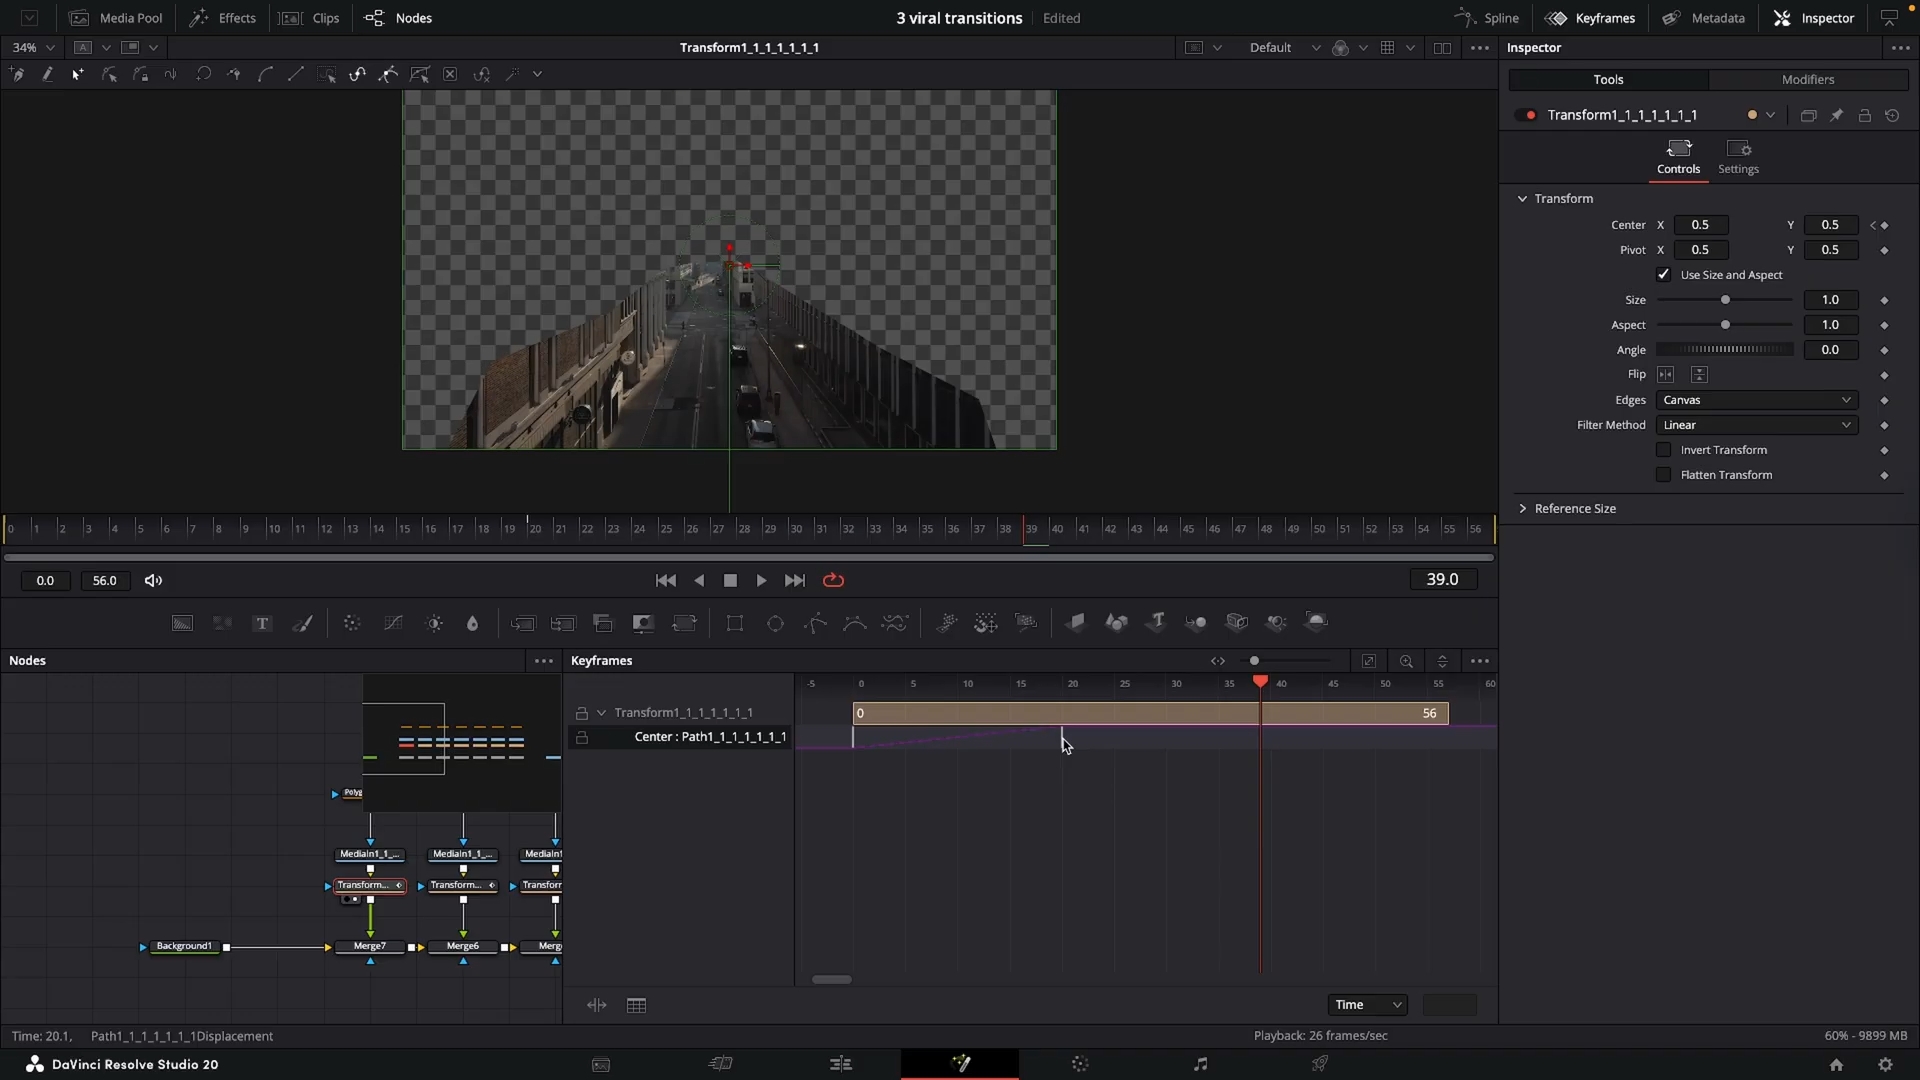 Media Pool
Effects
Clips
Nodes
3 viral transitions
Edited
Spline
Keyframes
Metadata
Inspector
34%
A
Transform1_1_1_1_1_1_1
Default
Inspector
Tools
Modifiers
Transform1_1_1_1_1_1_1
Controls
Settings
Transform
Center X 0.5 Y 0.5
Pivot X 0.5 Y 0.5
Use Size and Aspect
Size 1.0
Aspect 1.0
Angle 0.0
Flip
Edges Canvas
Filter Method Linear
Invert Transform
Flatten Transform
Reference Size
0 1 2 3 4 5 6 7 8 9 10 11 12 13 14 15 16 17 18 19 20 21 22 23 24 25 26 27 28 29 30 31 32 33 34 35 36 37 38 39 40 41 42 43 44 45 46 47 48 49 50 51 52 53 54 55 56
0.0
56.0
39.0
T
T
Nodes
Keyframes
-5 0 5 10 15 20 25 30 35 40 45 50 55 60
Transform1_1_1_1_1_1_1
0 56
Center : Path1_1_1_1_1_1_1
Polyg
MediaIn1_1_...
MediaIn1_1_...
MediaIn1
Transform...
Transform...
Transfor
Background1
Merge7
Merge6
Merg
Time
Time: 20.1, Path1_1_1_1_1_1_1Displacement
Playback: 26 frames/sec
60% - 9899 MB
DaVinci Resolve Studio 20